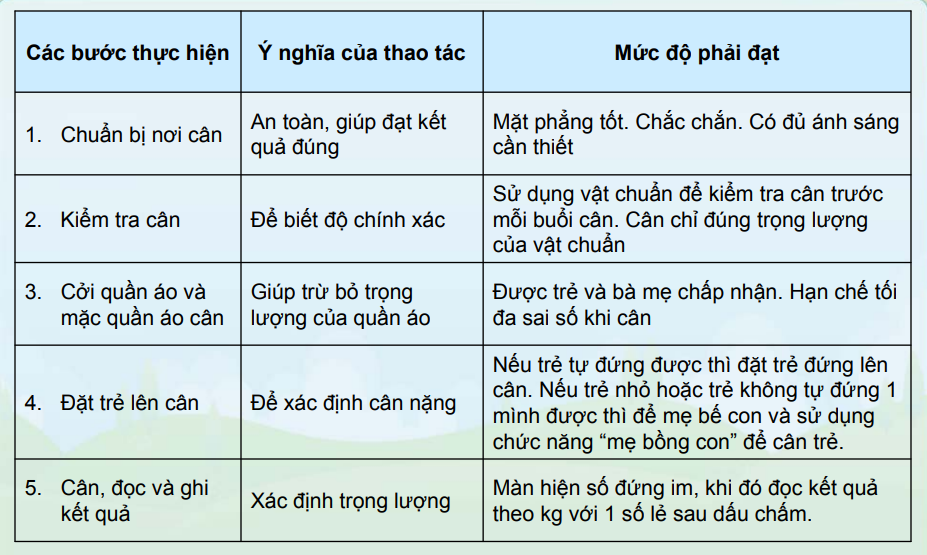 Các bước thực hiện
Ý nghĩa của thao tác
Mức độ phải đạt
1. Chuẩn bị nơi cân
An toàn, giúp đạt kết
quả đúng
Mặt phẳng tốt. Chắc chắn. Có đủ ánh sáng
cần thiết
2. Kiểm tra cân
Để biết độ chính xác
Sử dụng vật chuẩn để kiểm tra cân trước
mỗi buổi cân. Cân chỉ đúng trọng lượng
của vật chuẩn
3. Cởi quần áo và
mặc quần áo cân
Giúp trừ bỏ trọng
lượng của quần áo
Được trẻ và bà mẹ chấp nhận. Hạn chế tối
đa sai số khi cân
4. Đặt trẻ lên cân
Để xác định cân nặng
Nếu trẻ tự đứng được thì đặt trẻ đứng lên
cân. Nếu trẻ nhỏ hoặc trẻ không tự đứng 1
mình được thì để mẹ bế con và sử dụng
chức năng “mẹ bồng con” để cân trẻ.
5. Cân, đọc và ghi
kết quả
Xác định trọng lượng
Màn hiện số đứng im, khi đó đọc kết quả
theo kg với 1 số lẻ sau dấu chấm.